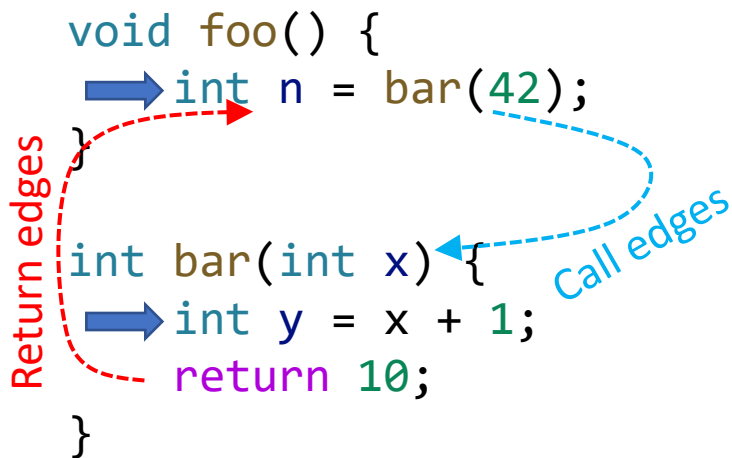 void foo() {
int n = bar(42);
}
Return edges
Call edges
int bar(int x) {
int y = x + 1;
return 10;
}